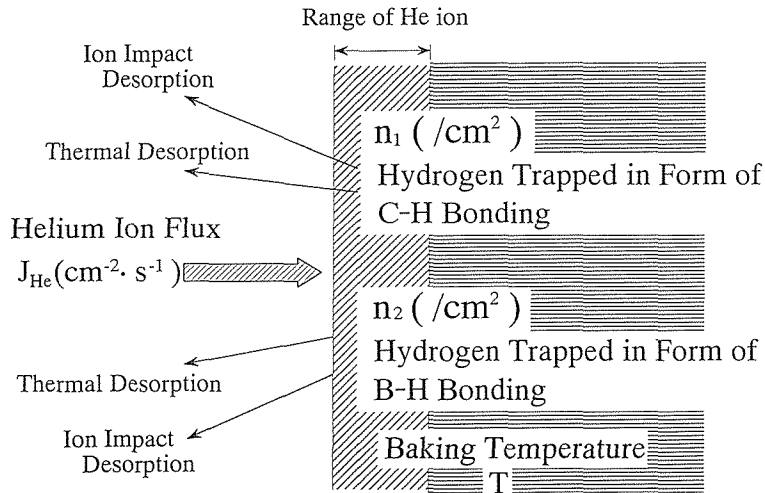 Range of He ion
Ion Impact
Desorption
Thermal Desorption
n₁ ( /cm² )
Hydrogen Trapped in Form of
C-H Bonding
Helium Ion Flux
J_He(cm⁻²· s⁻¹)
n₂ ( /cm² )
Hydrogen Trapped in Form of
B-H Bonding
Thermal Desorption
Ion Impact
Desorption
Baking Temperature
T